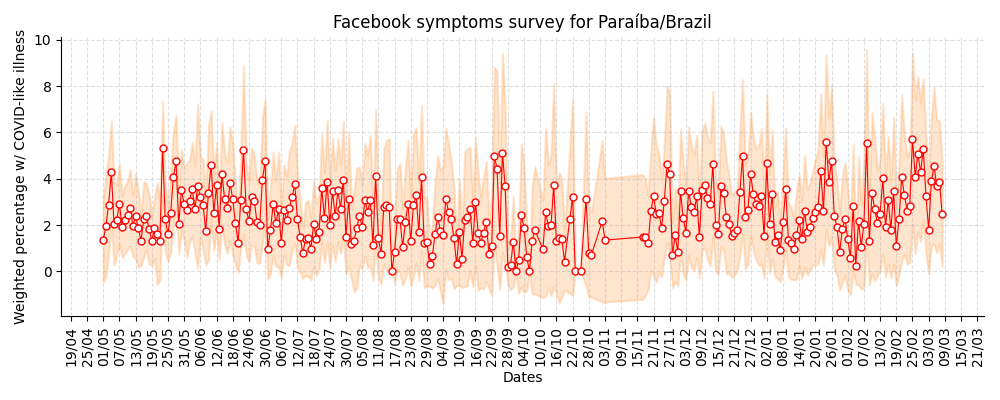 Facebook symptoms survey for Paraíba/Brazil
Weighted percentage w/ COVID-like illness
10
8
6
4
2
0
19/04 25/04 01/05 07/05 13/05 19/05 25/05 31/05 06/06 12/06 18/06 24/06 30/06 06/07 12/07 18/07 24/07 30/07 05/08 11/08 17/08 23/08 29/08 04/09 10/09 16/09 22/09 28/09 04/10 10/10 16/10 22/10 28/10 03/11 09/11 15/11 21/11 27/11 03/12 09/12 15/12 21/12 27/12 02/01 08/01 14/01 20/01 26/01 01/02 07/02 13/02 19/02 25/02 03/03 09/03 15/03 21/03
Dates